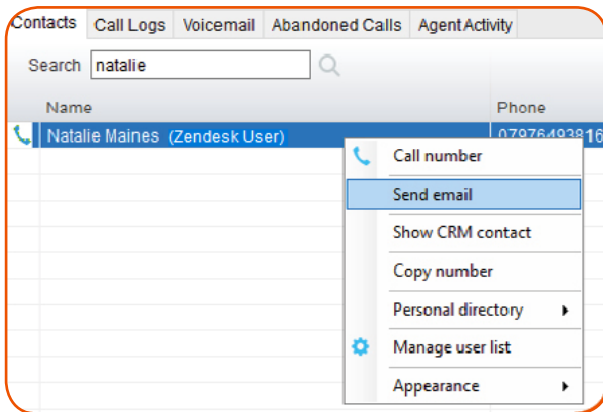 Contacts Call Logs Voicemail Abandoned Calls Agent Activity
Search natalie
Name Phone
Natalie Maines (Zendesk User) 07976493816
Call number
Send email
Show CRM contact
Copy number
Personal directory
Manage user list
Appearance